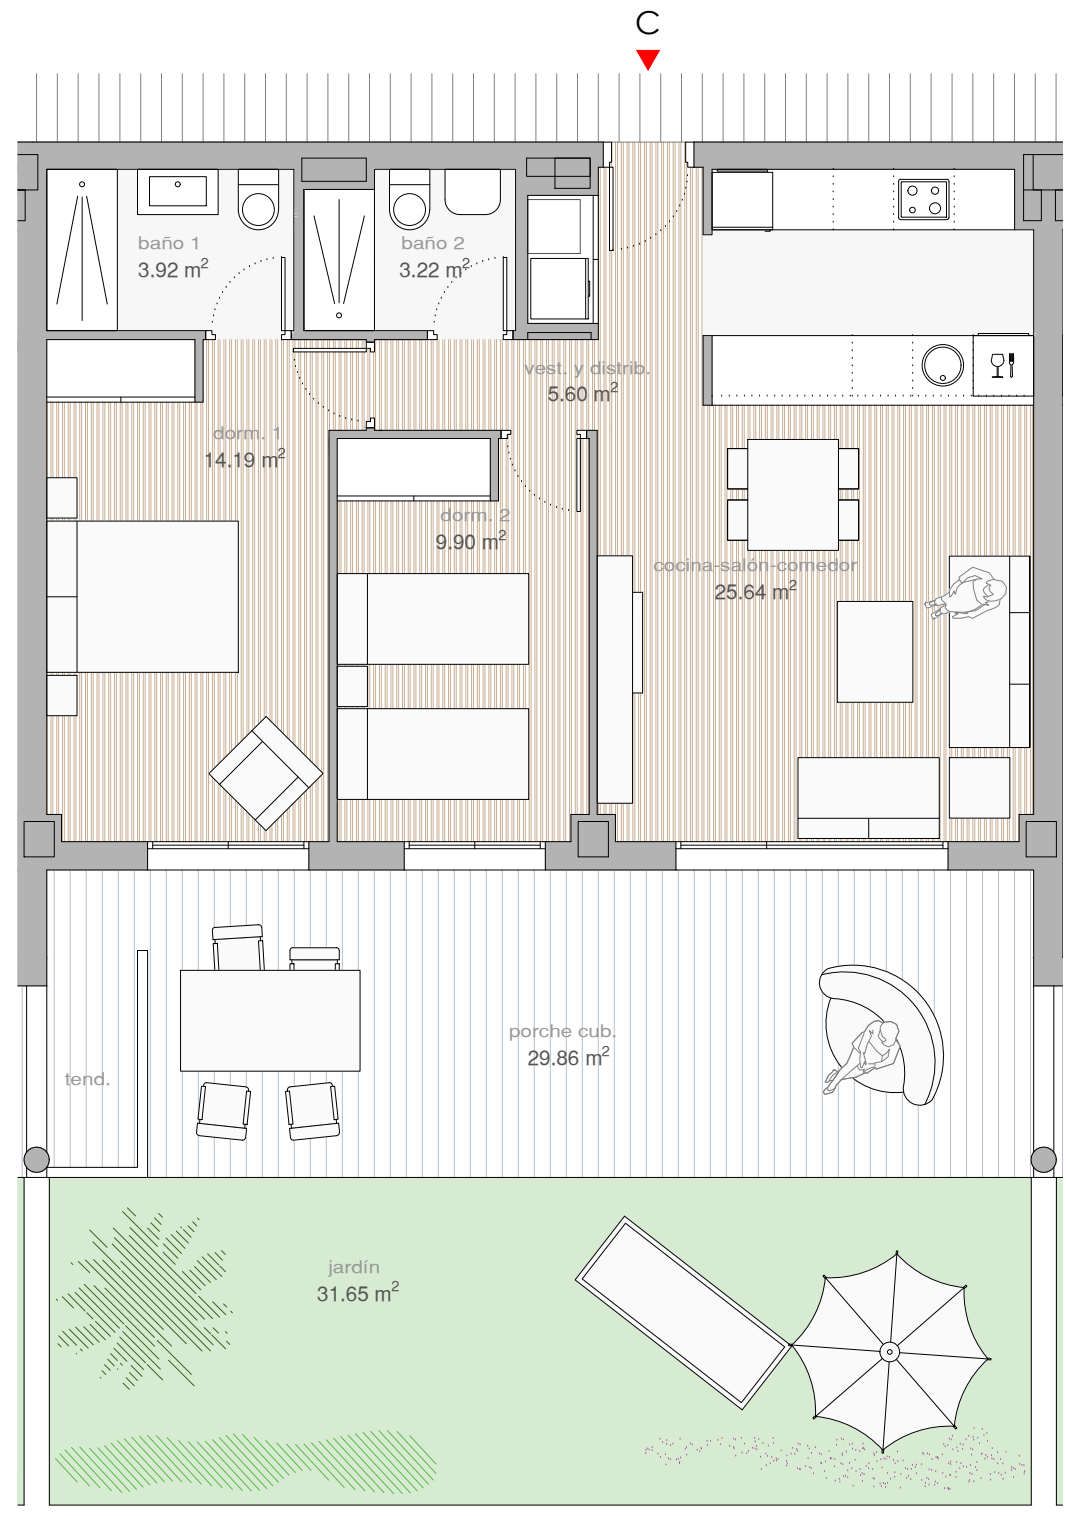 C
baño 1
3.92 m²
baño 2
3.22 m²
vest. y distrib.
5.60 m²
dorm. 1
14.19 m²
dorm. 2
9.90 m²
cocina-salón-comedor
25.64 m²
porche cub.
29.86 m²
tend.
jardín
31.65 m²